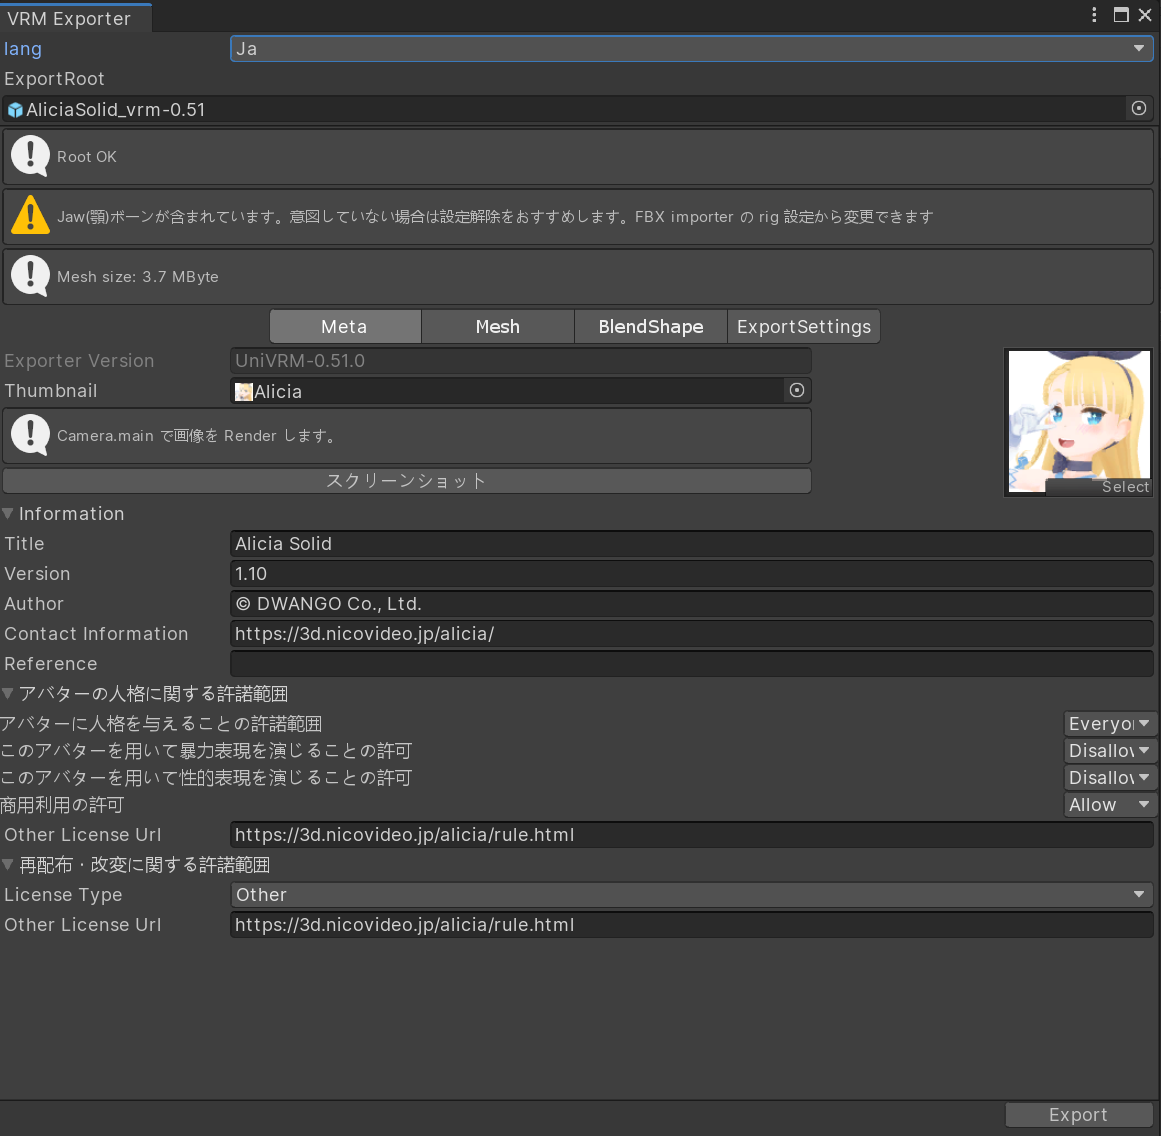 VRM Exporter
lang Ja
ExportRoot
AliciaSolid_vrm-0.51
Root OK
Jaw(顎)ボーンが含まれています。意図していない場合は設定解除をおすすめします。FBX importer の rig 設定から変更できます
Mesh size: 3.7 MByte
Meta Mesh BlendShape ExportSettings
Exporter Version UniVRM-0.51.0
Thumbnail Alicia
Camera.main で画像を Render します。
スクリーンショット
Select
Information
Title Alicia Solid
Version 1.10
Author © DWANGO Co., Ltd.
Contact Information https://3d.nicovideo.jp/alicia/
Reference
アバターの人格に関する許諾範囲
アバターに人格を与えることの許諾範囲 Everyo
このアバターを用いて暴力表現を演じることの許可 Disallov
このアバターを用いて性的表現を演じることの許可 Disallov
商用利用の許可 Allow
Other License Url https://3d.nicovideo.jp/alicia/rule.html
再配布・改変に関する許諾範囲
License Type Other
Other License Url https://3d.nicovideo.jp/alicia/rule.html
Export